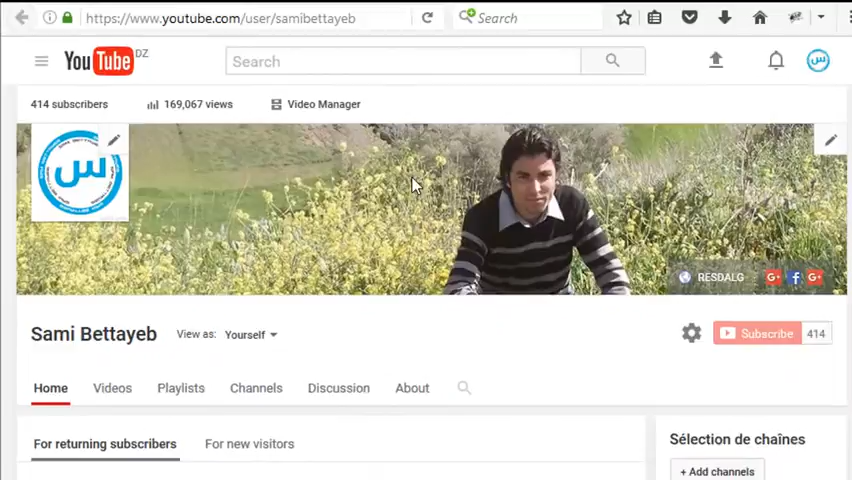 https://www.youtube.com/user/samibettayeb
Search
YouTube DZ
Search
414 subscribers
169,067 views
Video Manager
س
س
RESDALG
Sami Bettayeb
View as: Yourself
Subscribe 414
Home
Videos
Playlists
Channels
Discussion
About
For returning subscribers
For new visitors
Sélection de chaînes
+ Add channels